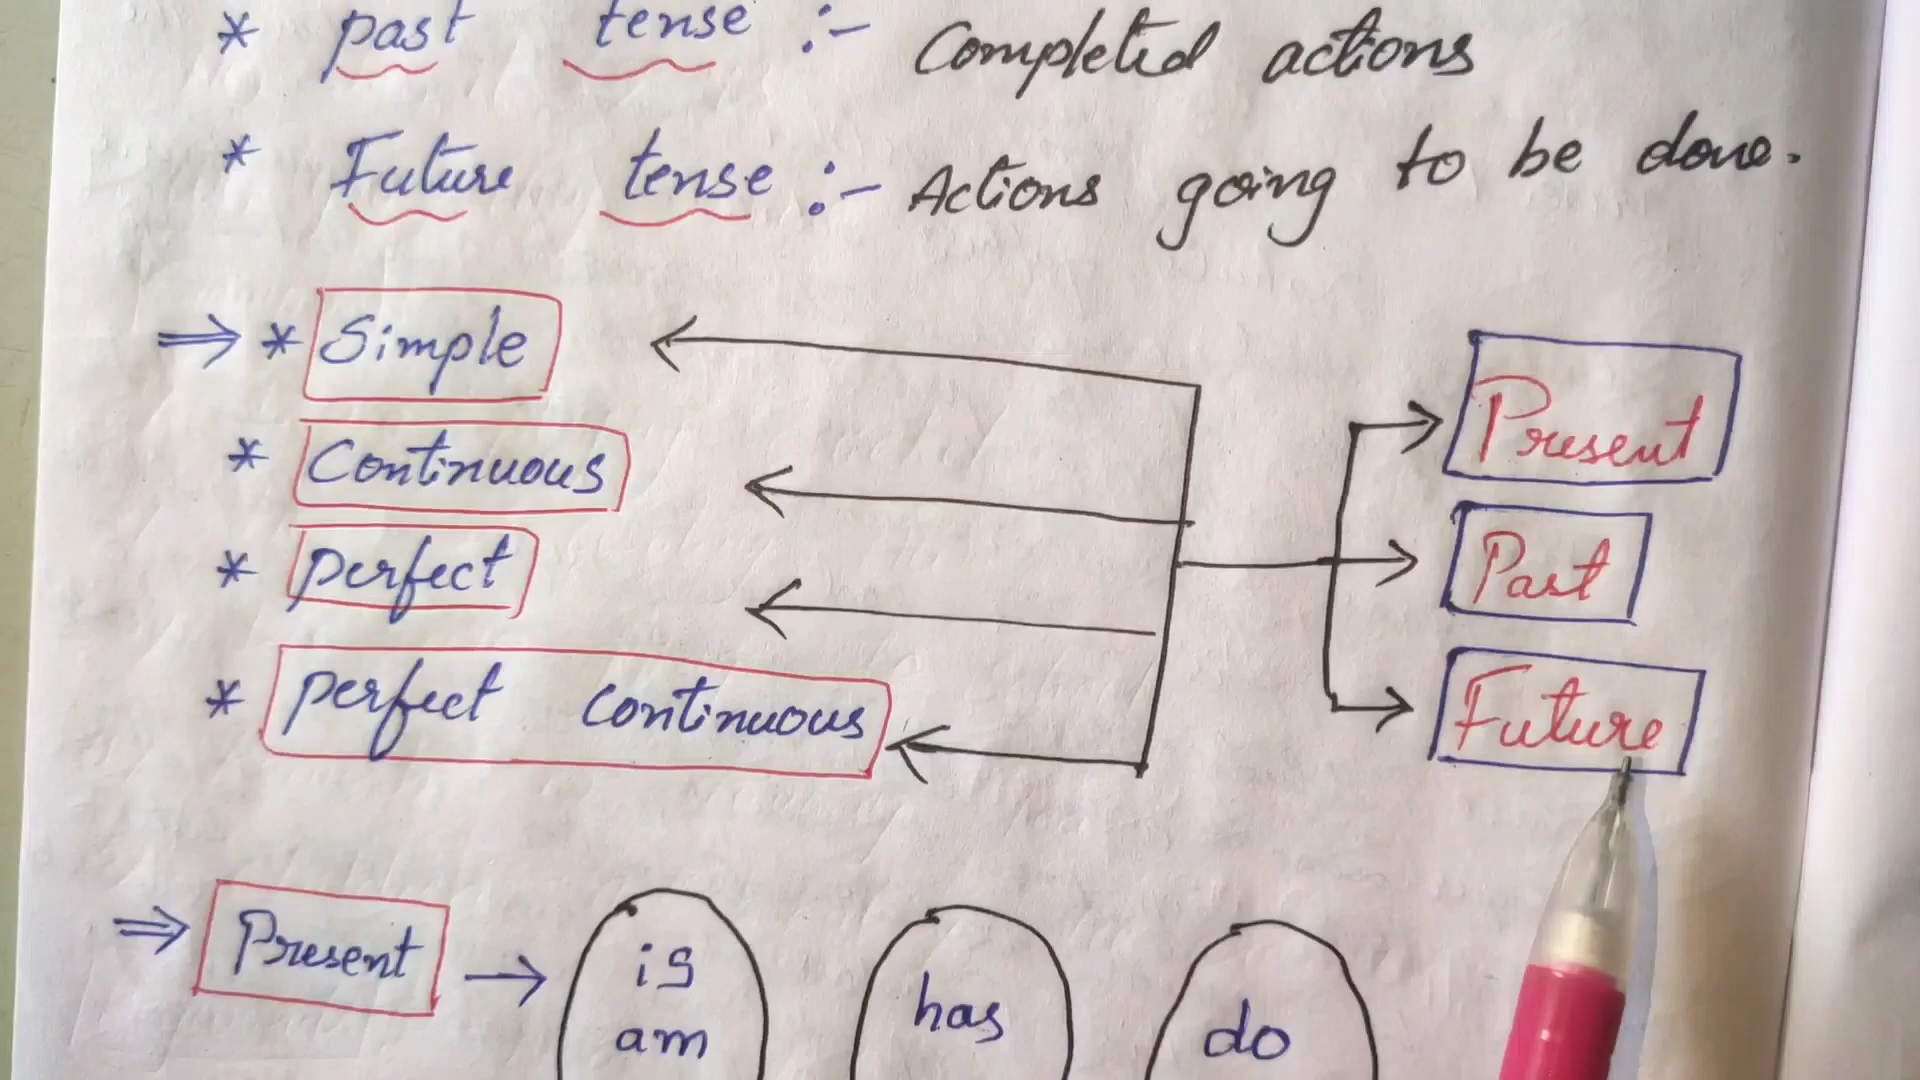 * past tense :- Completed actions
* Future tense :- Actions going to be done.
⇒ * Simple
* Continuous
* perfect
* perfect continuous
Present
Past
Future
⇒ Present →
is
am
has
do